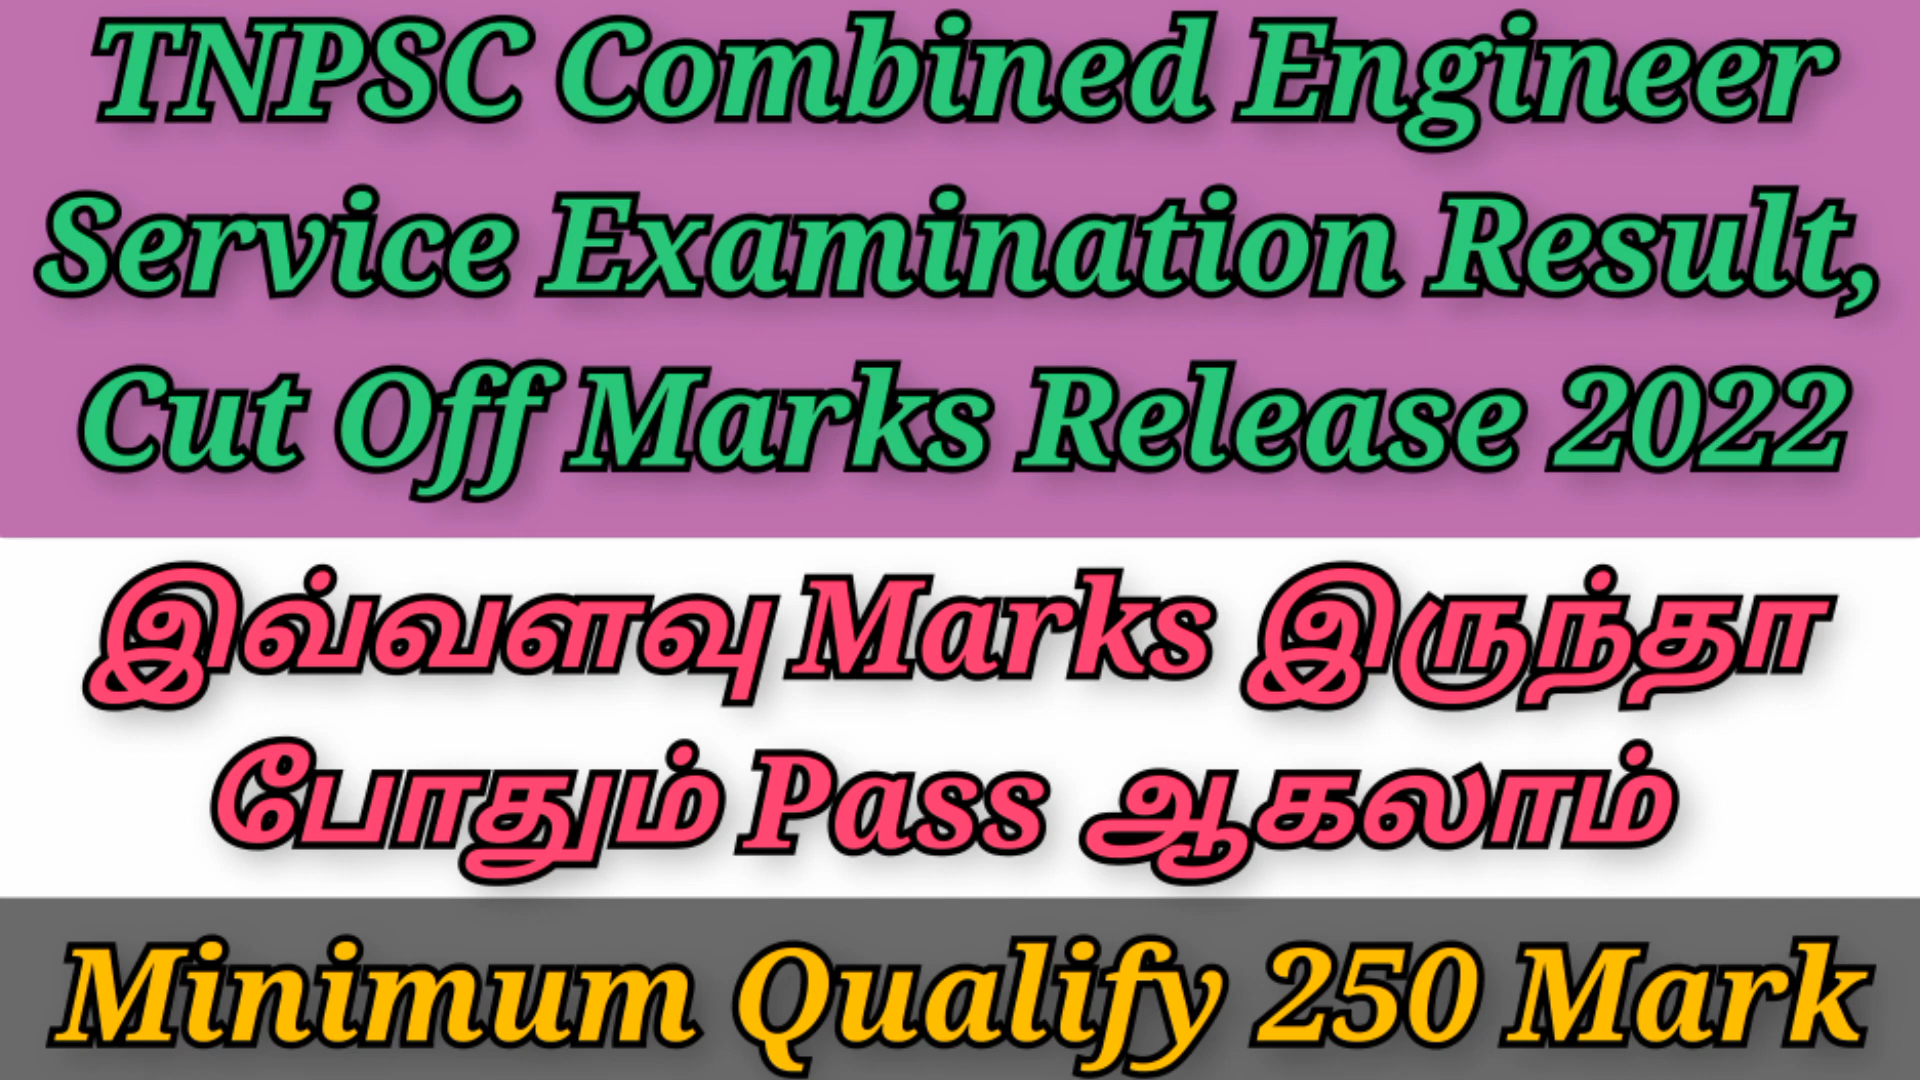 TNPSC Combined Engineer
Service Examination Result,
Cut Off Marks Release 2022
இவ்வளவு Marks இருந்தா
போதும் Pass ஆகலாம்
Minimum Qualify 250 Mark